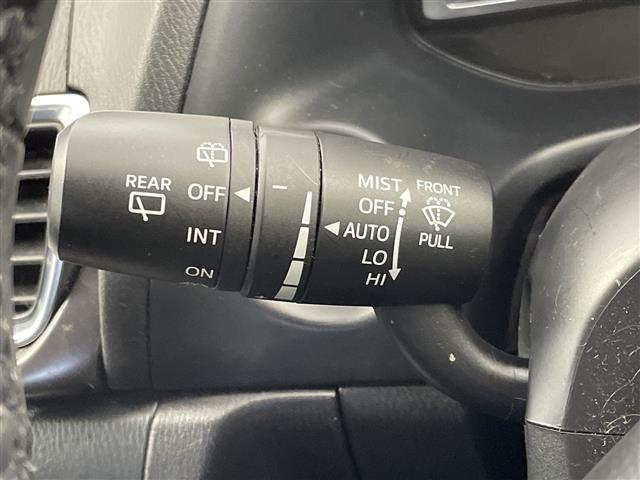 REAR
OFF
INT
ON
−
MIST
OFF
AUTO
LO
HI
FRONT
PULL